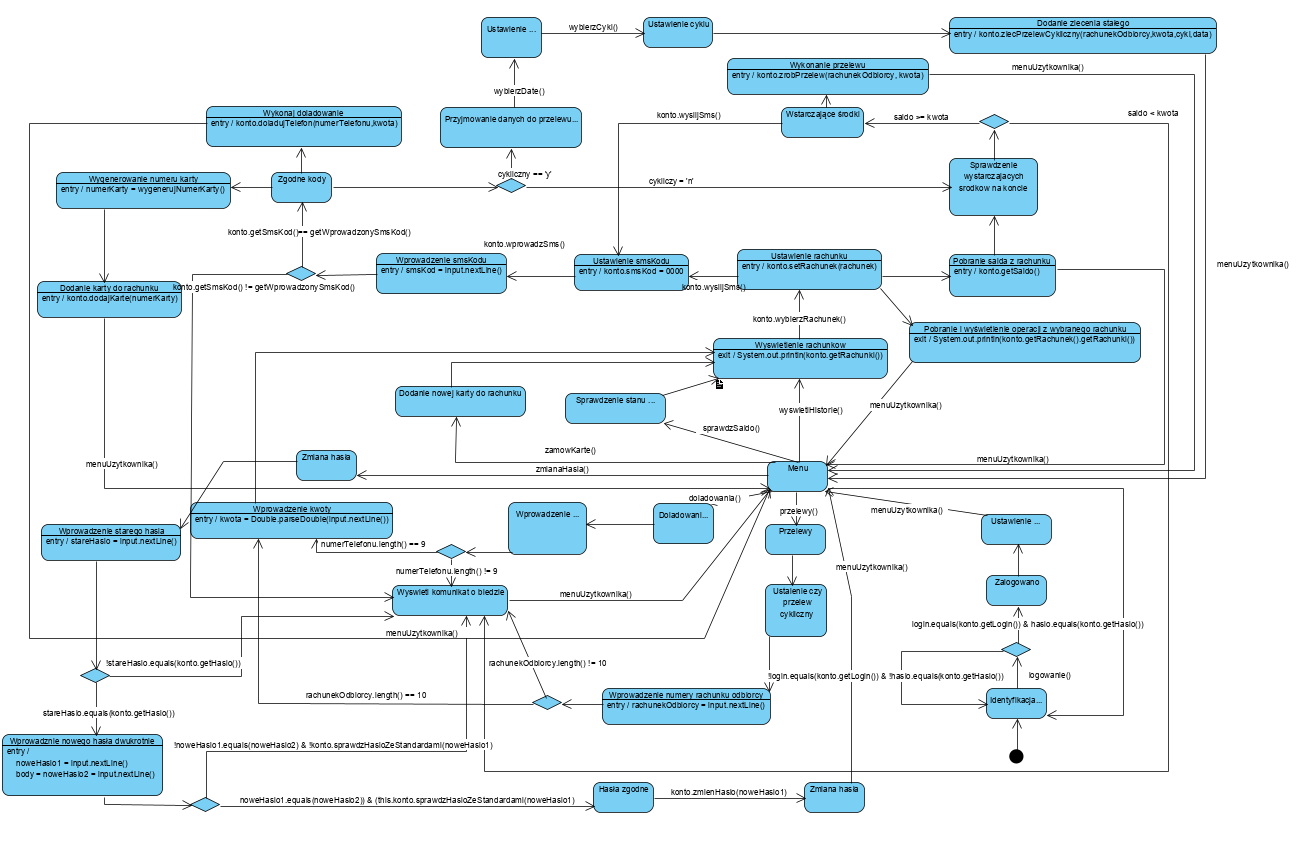 Ustawienie ...
wybierzCykl()
Ustawienie cyklu
Dodanie zlecenia stałego
entry / konto.zlecPrzelewCykliczny(rachunekOdbiorcy,kwota,cykl,data)
Wykonanie przelewu
entry / konto.zrobPrzelew(rachunekOdbiorcy, kwota)
menuUzytkownika()
wybierzDate()
Wykonaj doładowanie
entry / konto.doladujTelefon(numerTelefonu,kwota)
Przyjmowanie danych do przelewu...
konto.wyslijSms()
Wstarczające środki
saldo >= kwota
saldo < kwota
Wygenerowanie numeru karty
entry / numerKarty = wygenerujNumerKarty()
Zgodne kody
cykliczny == 'y'
cykliczy = 'n'
Sprawdzenie
wystarczajacych
srodkow na koncie
konto.getSmsKod()== getWprowadzonySmsKod()
konto.wprowadzSms()
Wprowadzenie smsKodu
entry / smsKod = input.nextLine()
Ustawienie smsKodu
entry / konto.smsKod = 0000
Ustawienie rachunku
entry / konto.setRachunek(rachunek)
Pobranie salda z rachunku
entry / konto.getSaldo()
menuUzytkownika()
Dodanie karty do rachunku
entry / konto.dodajKarte(numerKarty)
konto.getSmsKod() != getWprowadzonySmsKod()
konto.wyslijSms()
konto.wybierzRachunek()
Pobranie i wyświetlenie operacji z wybranego rachunku
exit / System.out.println(konto.getRachunek().getRachunki())
Wyswietlenie rachunkow
exit / System.out.println(konto.getRachunki())
Dodanie nowej karty do rachunku
Sprawdzenie stanu ...
wyswietlHistorie()
menuUzytkownika()
sprawdzSaldo()
zamowKarte()
menuUzytkownika()
Zmiana hasla
zmianaHasla()
Menu
menuUzytkownika()
doladowania()
Wprowadzenie kwoty
entry / kwota = Double.parseDouble(input.nextLine())
Wprowadzenie ...
Doladowani...
przelewy()
menuUzytkownika()
Wprowadzenie starego hasla
entry / stareHaslo = input.nextLine()
Przelewy
Ustawienie ...
numerTelefonu.length() == 9
numerTelefonu.length() != 9
menuUzytkownika()
Wyswietl komunikat o bledzie
menuUzytkownika()
Ustalenie czy
przelew
cykliczny
Zalogowano
menuUzytkownika()
login.equals(konto.getLogin()) & haslo.equals(konto.getHaslo())
!stareHaslo.equals(konto.getHaslo())
rachunekOdbiorcy.length() != 10
!login.equals(konto.getLogin()) & !haslo.equals(konto.getHaslo())
logowanie()
rachunekOdbiorcy.length() == 10
Wprowadzenie numery rachunku odbiorcy
entry / rachunekOdbiorcy = input.nextLine()
Identyfikacja...
stareHaslo.equals(konto.getHaslo())
Wprowadznie nowego hasła dwukrotnie
entry /
noweHaslo1 = input.nextLine()
body = noweHaslo2 = input.nextLine()
!noweHaslo1.equals(noweHaslo2) & !konto.sprawdzHasloZeStandardami(noweHaslo1)
noweHaslo1.equals(noweHaslo2)) & (this.konto.sprawdzHasloZeStandardami(noweHaslo1)
Hasła zgodne
konto.zmienHaslo(noweHaslo1)
Zmiana hasla